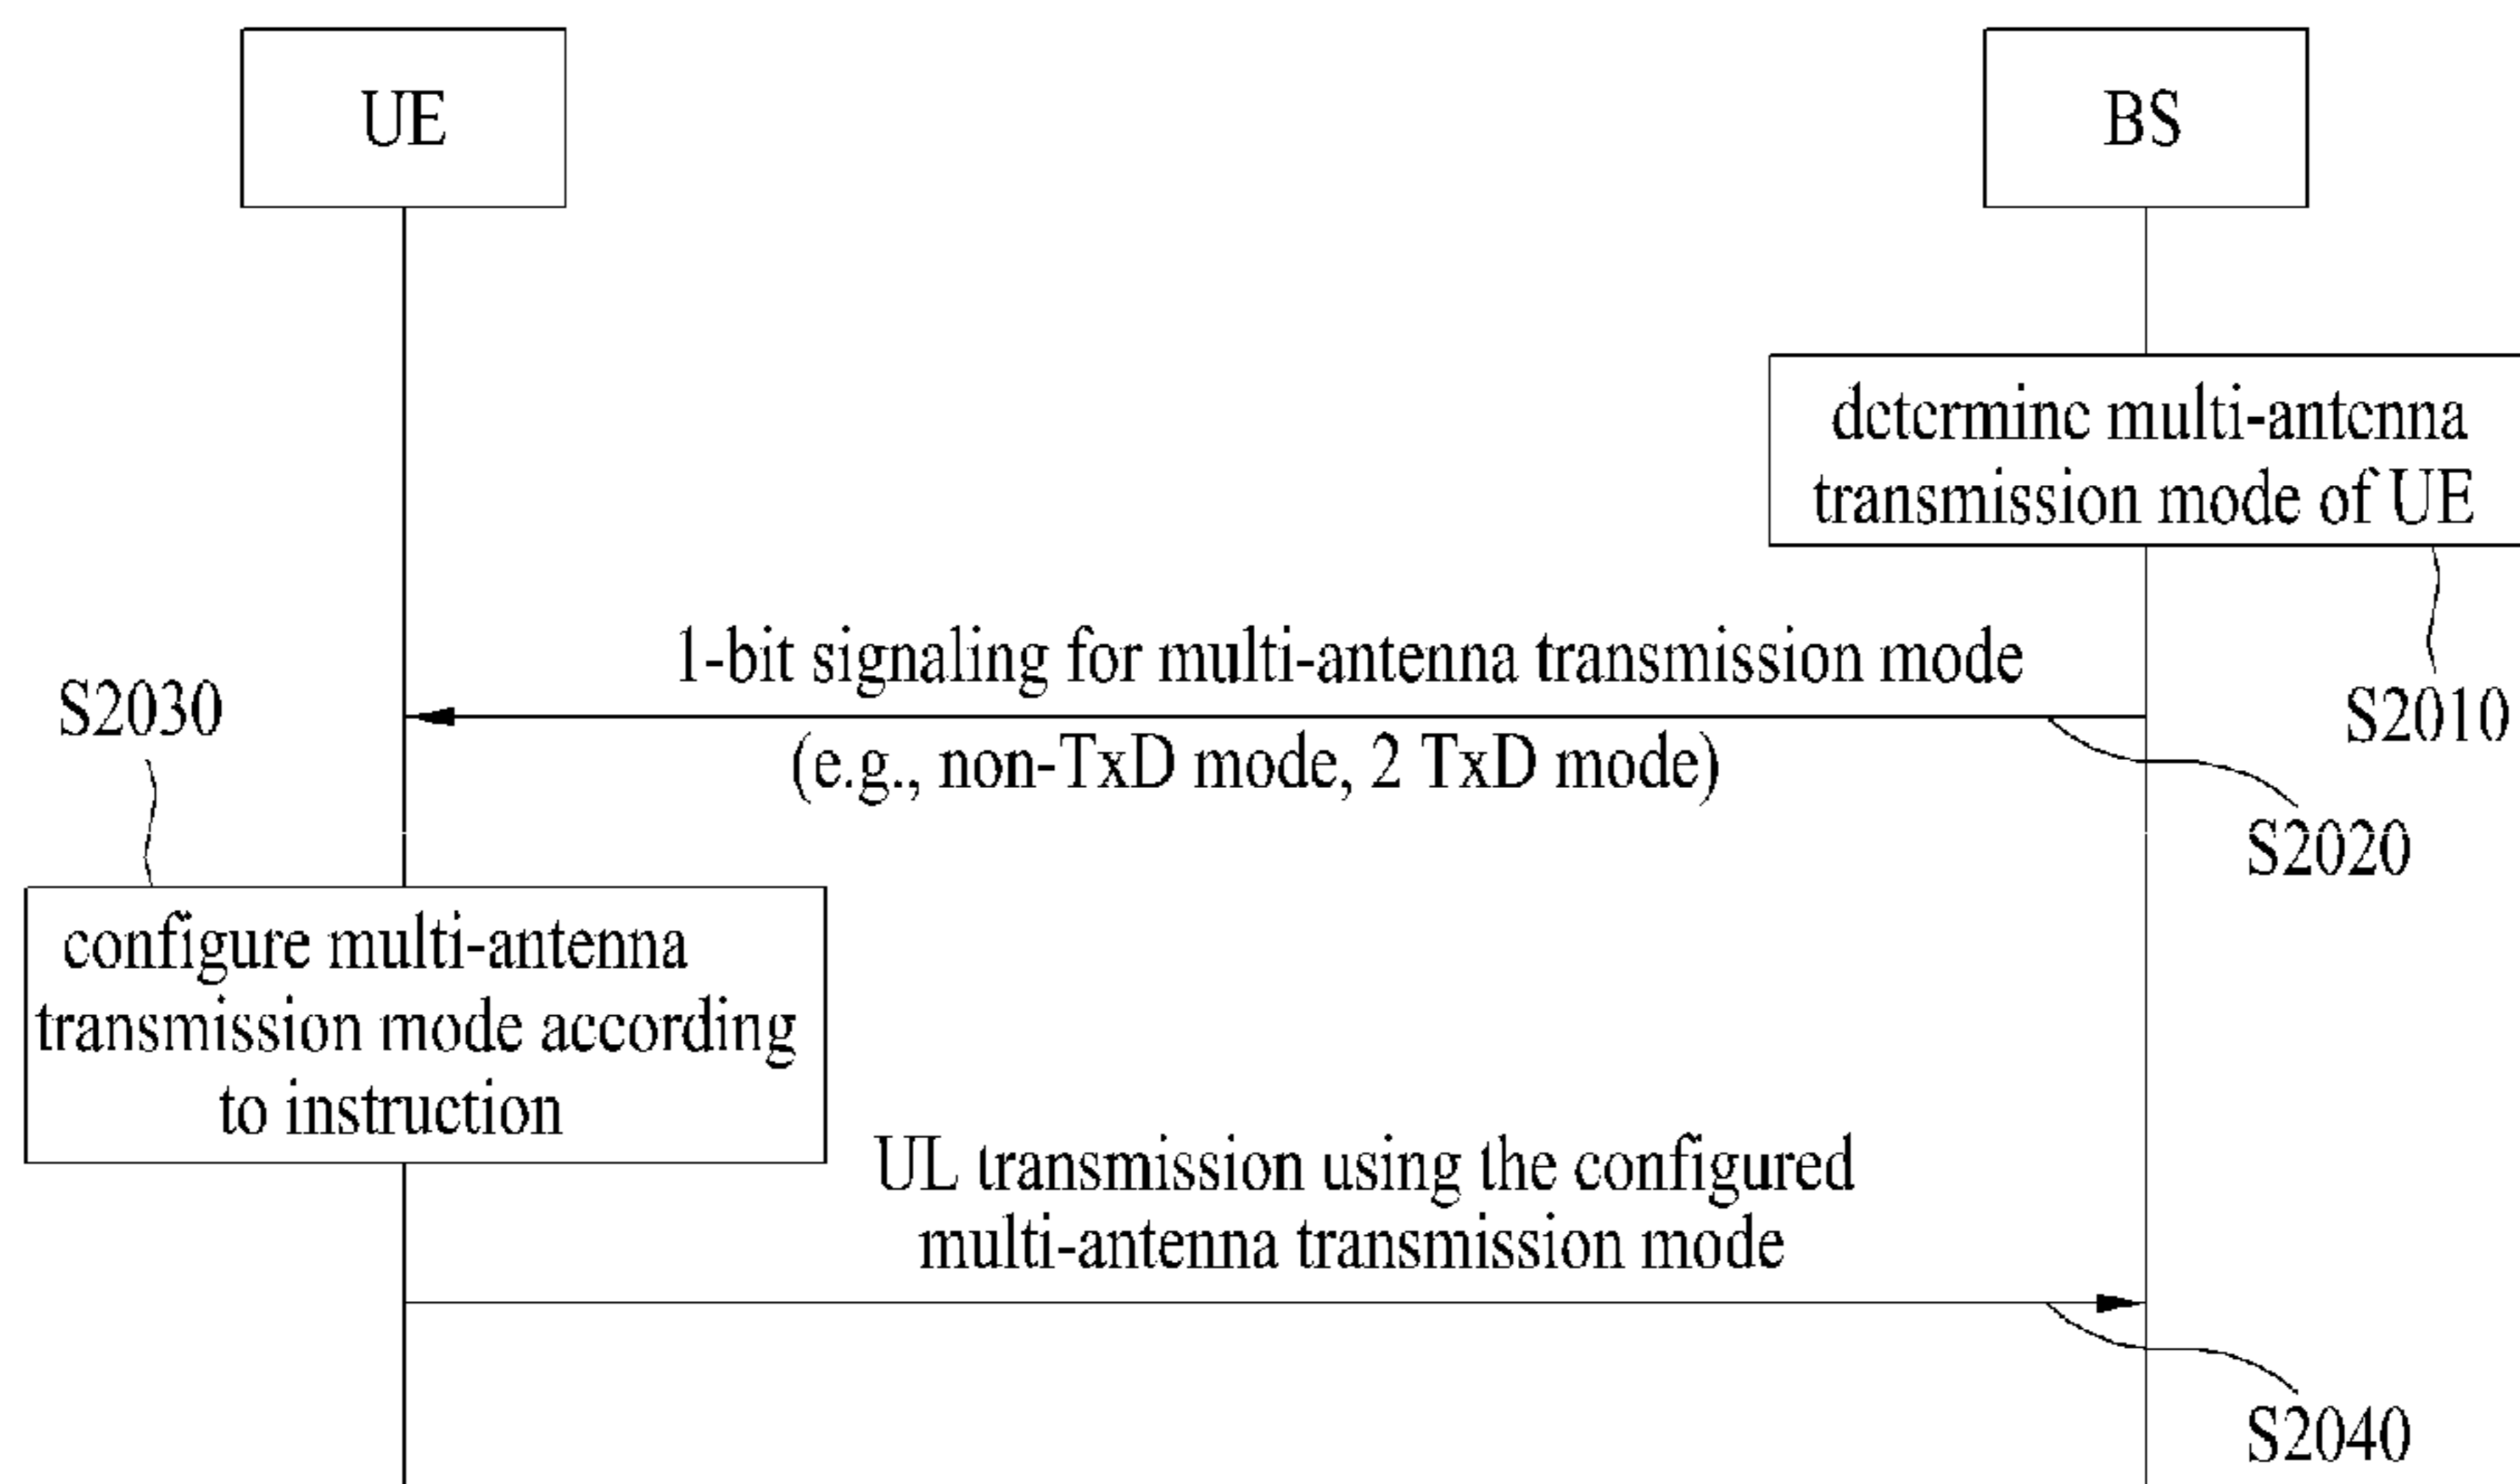 UE
BS
determine multi-antenna
transmission mode of UE
S2010
1-bit signaling for multi-antenna transmission mode
(e.g., non-TxD mode, 2 TxD mode)
S2020
S2030
configure multi-antenna
transmission mode according
to instruction
UL transmission using the configured
multi-antenna transmission mode
S2040